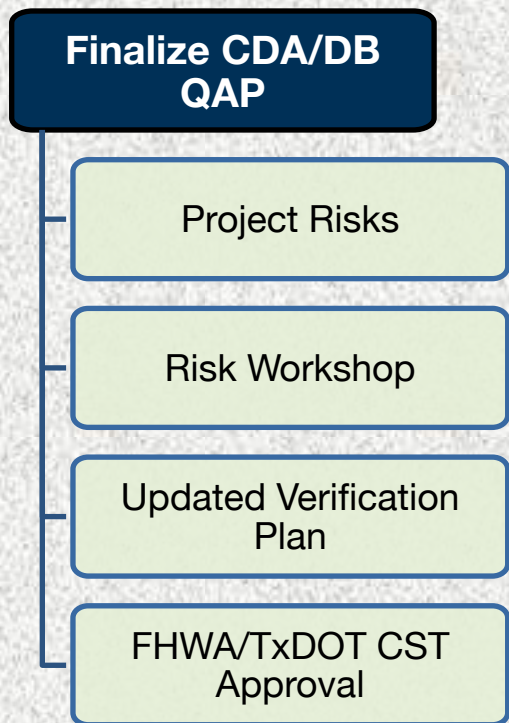 Finalize CDA/DB
QAP
Project Risks
Risk Workshop
Updated Verification
Plan
FHWA/TxDOT CST
Approval